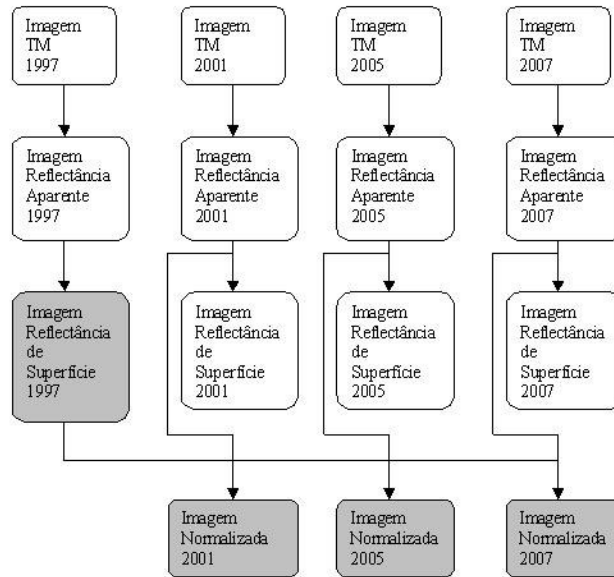 Imagem
TM
1997
Imagem
TM
2001
Imagem
TM
2005
Imagem
TM
2007
Imagem
Reflectância
Aparente
1997
Imagem
Reflectância
Aparente
2001
Imagem
Reflectância
Aparente
2005
Imagem
Reflectância
Aparente
2007
Imagem
Reflectância
de
Superfície
1997
Imagem
Reflectância
de
Superfície
2001
Imagem
Reflectância
de
Superfície
2005
Imagem
Reflectância
de
Superfície
2007
Imagem
Normalizada
2001
Imagem
Normalizada
2005
Imagem
Normalizada
2007